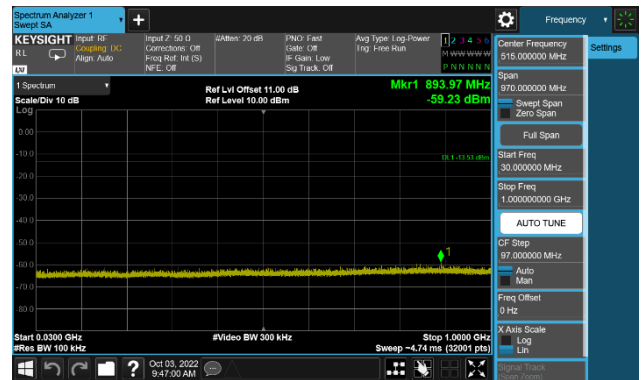 Spectrum Analyzer 1
Swept SA
Frequency
KEYSIGHT
RL
LXI
Input: RF
Coupling: DC
Align: Auto
Input Z: 50 Ω
Corrections: Off
Freq Ref: Int (S)
NFE: Off
#Atten: 20 dB
PNO: Fast
Gate: Off
IF Gain: Low
Sig Track: Off
Avg Type: Log-Power
Trig: Free Run
1 2 3 4 5 6
M W W W W W
P N N N N N
1 Spectrum
Scale/Div 10 dB
Log
Ref Lvl Offset 11.00 dB
Ref Level 10.00 dBm
Mkr1 893.97 MHz
-59.23 dBm
0.00
-10.0
DL1 -13.53 dBm
-20.0
-30.0
-40.0
-50.0
1
-60.0
-70.0
-80.0
Start 0.0300 GHz
#Res BW 100 kHz
#Video BW 300 kHz
Stop 1.0000 GHz
Sweep ~4.74 ms (32001 pts)
Oct 03, 2022
9:47:00 AM
Center Frequency
515.000000 MHz
Settings
Span
970.000000 MHz
Swept Span
Zero Span
Full Span
Start Freq
30.000000 MHz
Stop Freq
1.000000000 GHz
AUTO TUNE
CF Step
97.000000 MHz
Auto
Man
Freq Offset
0 Hz
X Axis Scale
Log
Lin
Signal Track
(Span Zoom)